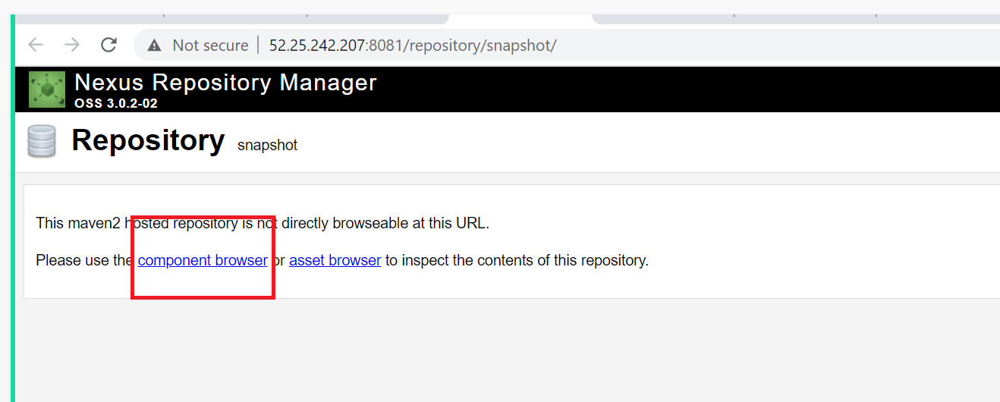 Not secure | 52.25.242.207:8081/repository/snapshot/
Nexus Repository Manager
OSS 3.0.2-02
Repository snapshot
This maven2 hosted repository is not directly browseable at this URL.
Please use the component browser or asset browser to inspect the contents of this repository.